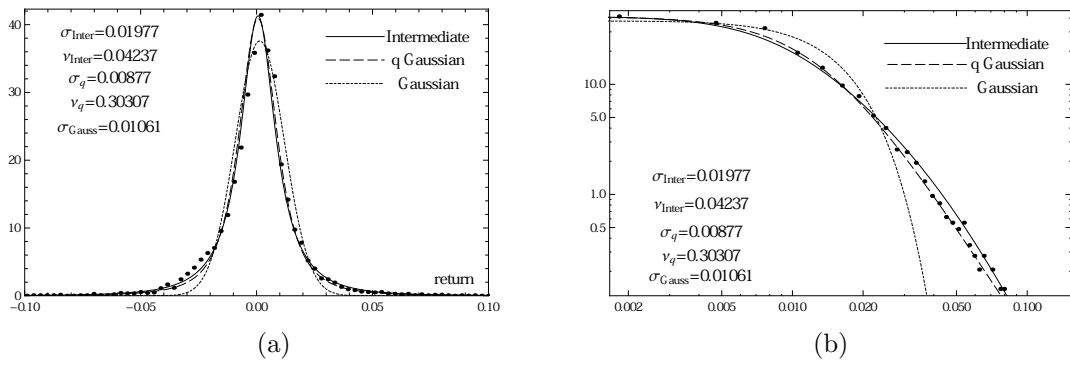 40
30
20
10
0
-0.10
-0.05
0.00
0.05
0.10
σInter=0.01977
νInter=0.04237
σq=0.00877
νq=0.30307
σGauss=0.01061
Intermediate
q Gaussian
Gaussian
return
(a)
10.0
5.0
1.0
0.5
0.002
0.005
0.010
0.020
0.050
0.100
Intermediate
q Gaussian
Gaussian
σInter=0.01977
νInter=0.04237
σq=0.00877
νq=0.30307
σGauss=0.01061
(b)